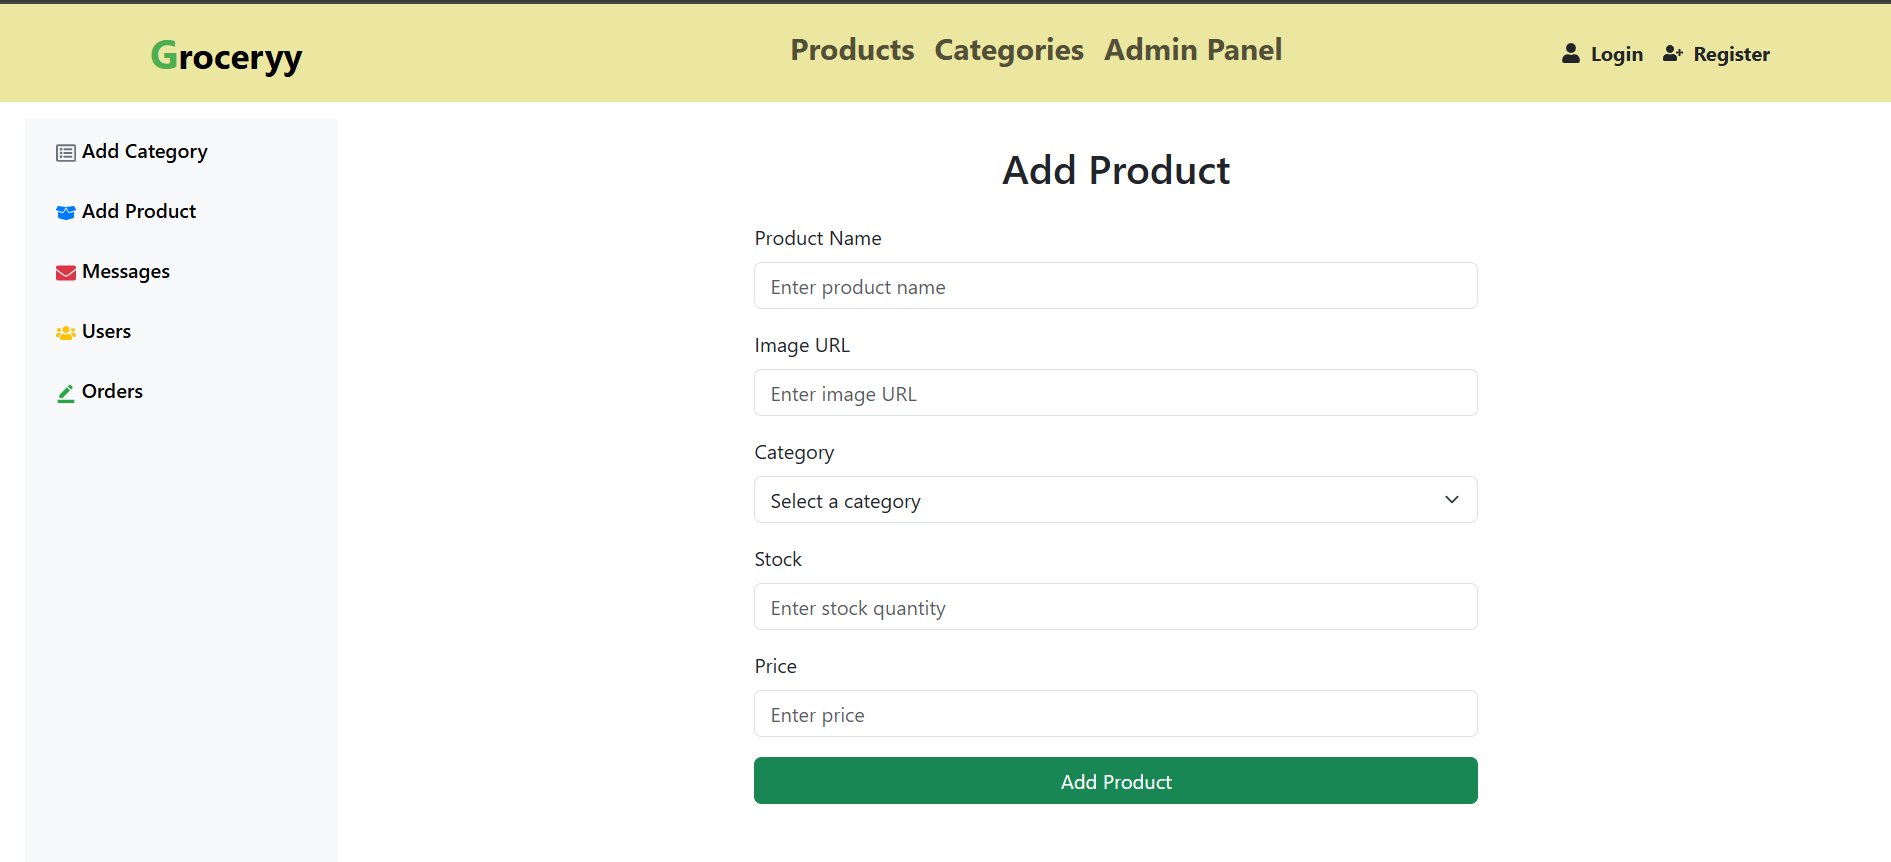 Groceryy
Products Categories Admin Panel
Login Register
Add Category
Add Product
Messages
Users
Orders
Add Product
Product Name
Enter product name
Image URL
Enter image URL
Category
Select a category
Stock
Enter stock quantity
Price
Enter price
Add Product